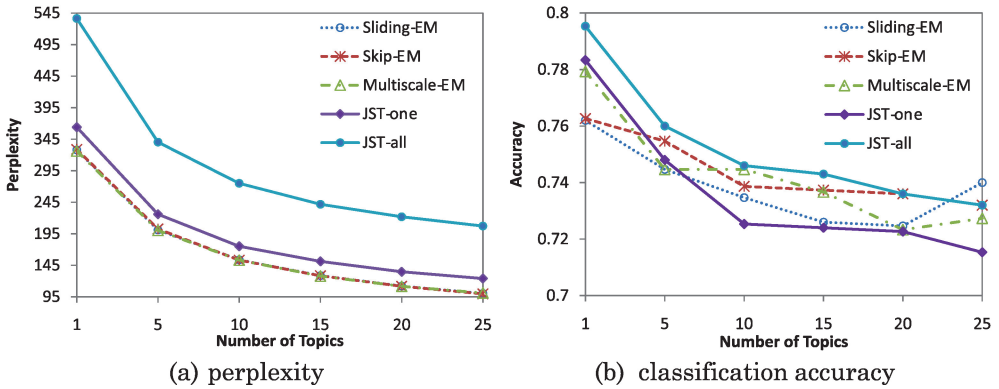 545
495
445
395
345
295
245
195
145
95
Perplexity
1 5 10 15 20 25
Number of Topics
Sliding-EM
Skip-EM
Multiscale-EM
JST-one
JST-all
(a) perplexity
0.8
0.78
0.76
0.74
0.72
0.7
Accuracy
1 5 10 15 20 25
Number of Topics
Sliding-EM
Skip-EM
Multiscale-EM
JST-one
JST-all
(b) classification accuracy